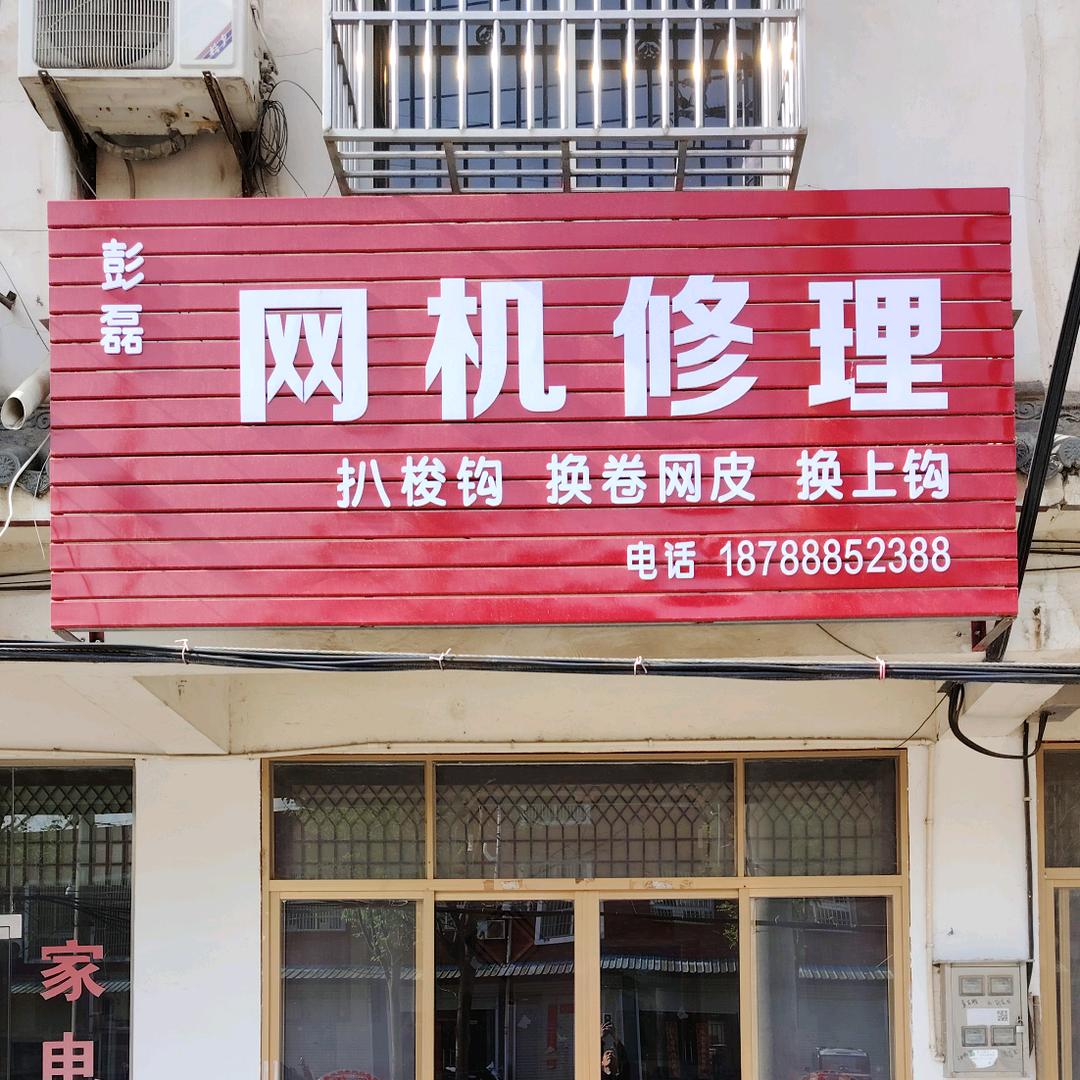 彭磊
网机修理
扒梭钩 换卷网皮 换上钩
电话 18788852388
家电